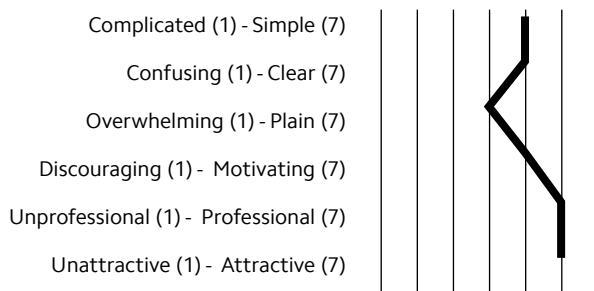 Complicated (1) - Simple (7)
Confusing (1) - Clear (7)
Overwhelming (1) - Plain (7)
Discouraging (1) -  Motivating (7)
Unprofessional (1) -  Professional (7)
Unattractive (1) -  Attractive (7)